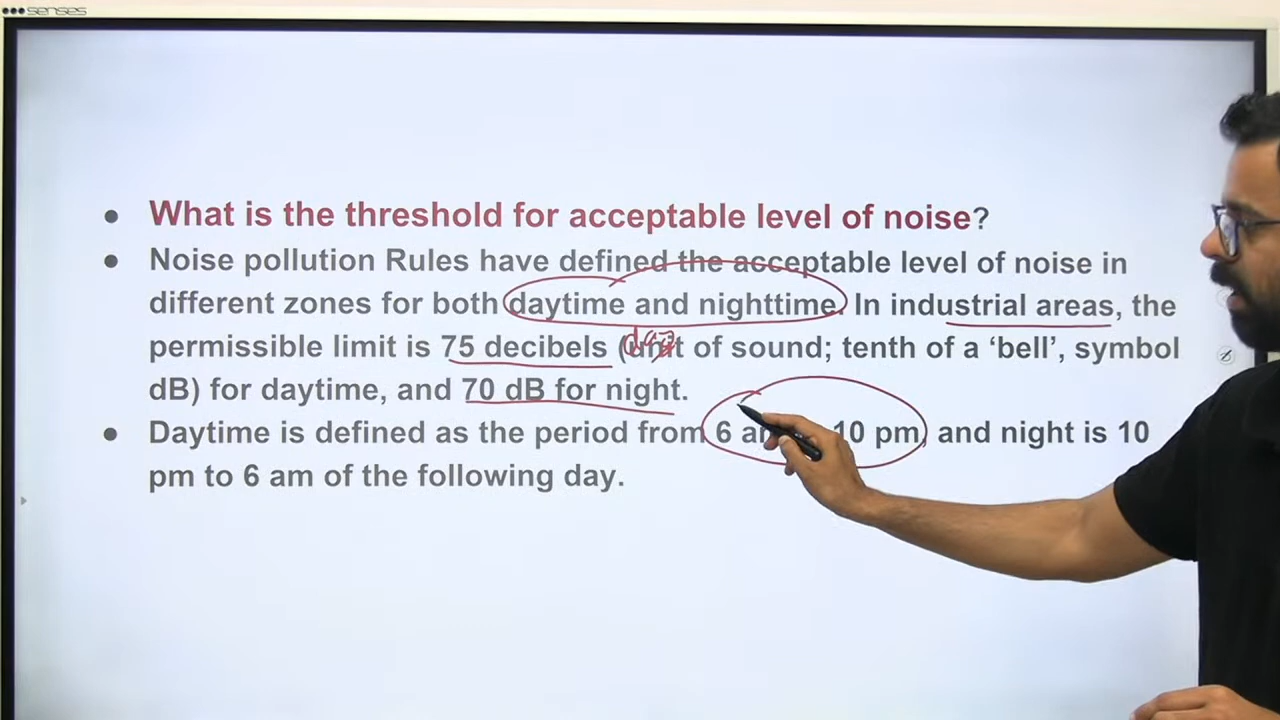 senses
• What is the threshold for acceptable level of noise?
• Noise pollution Rules have defined the acceptable level of noise in
different zones for both daytime and nighttime. In industrial areas, the
permissible limit is 75 decibels (unit of sound; tenth of a ‘bell’, symbol
day
dB) for daytime, and 70 dB for night.
• Daytime is defined as the period from 6 am 10 pm, and night is 10
pm to 6 am of the following day.